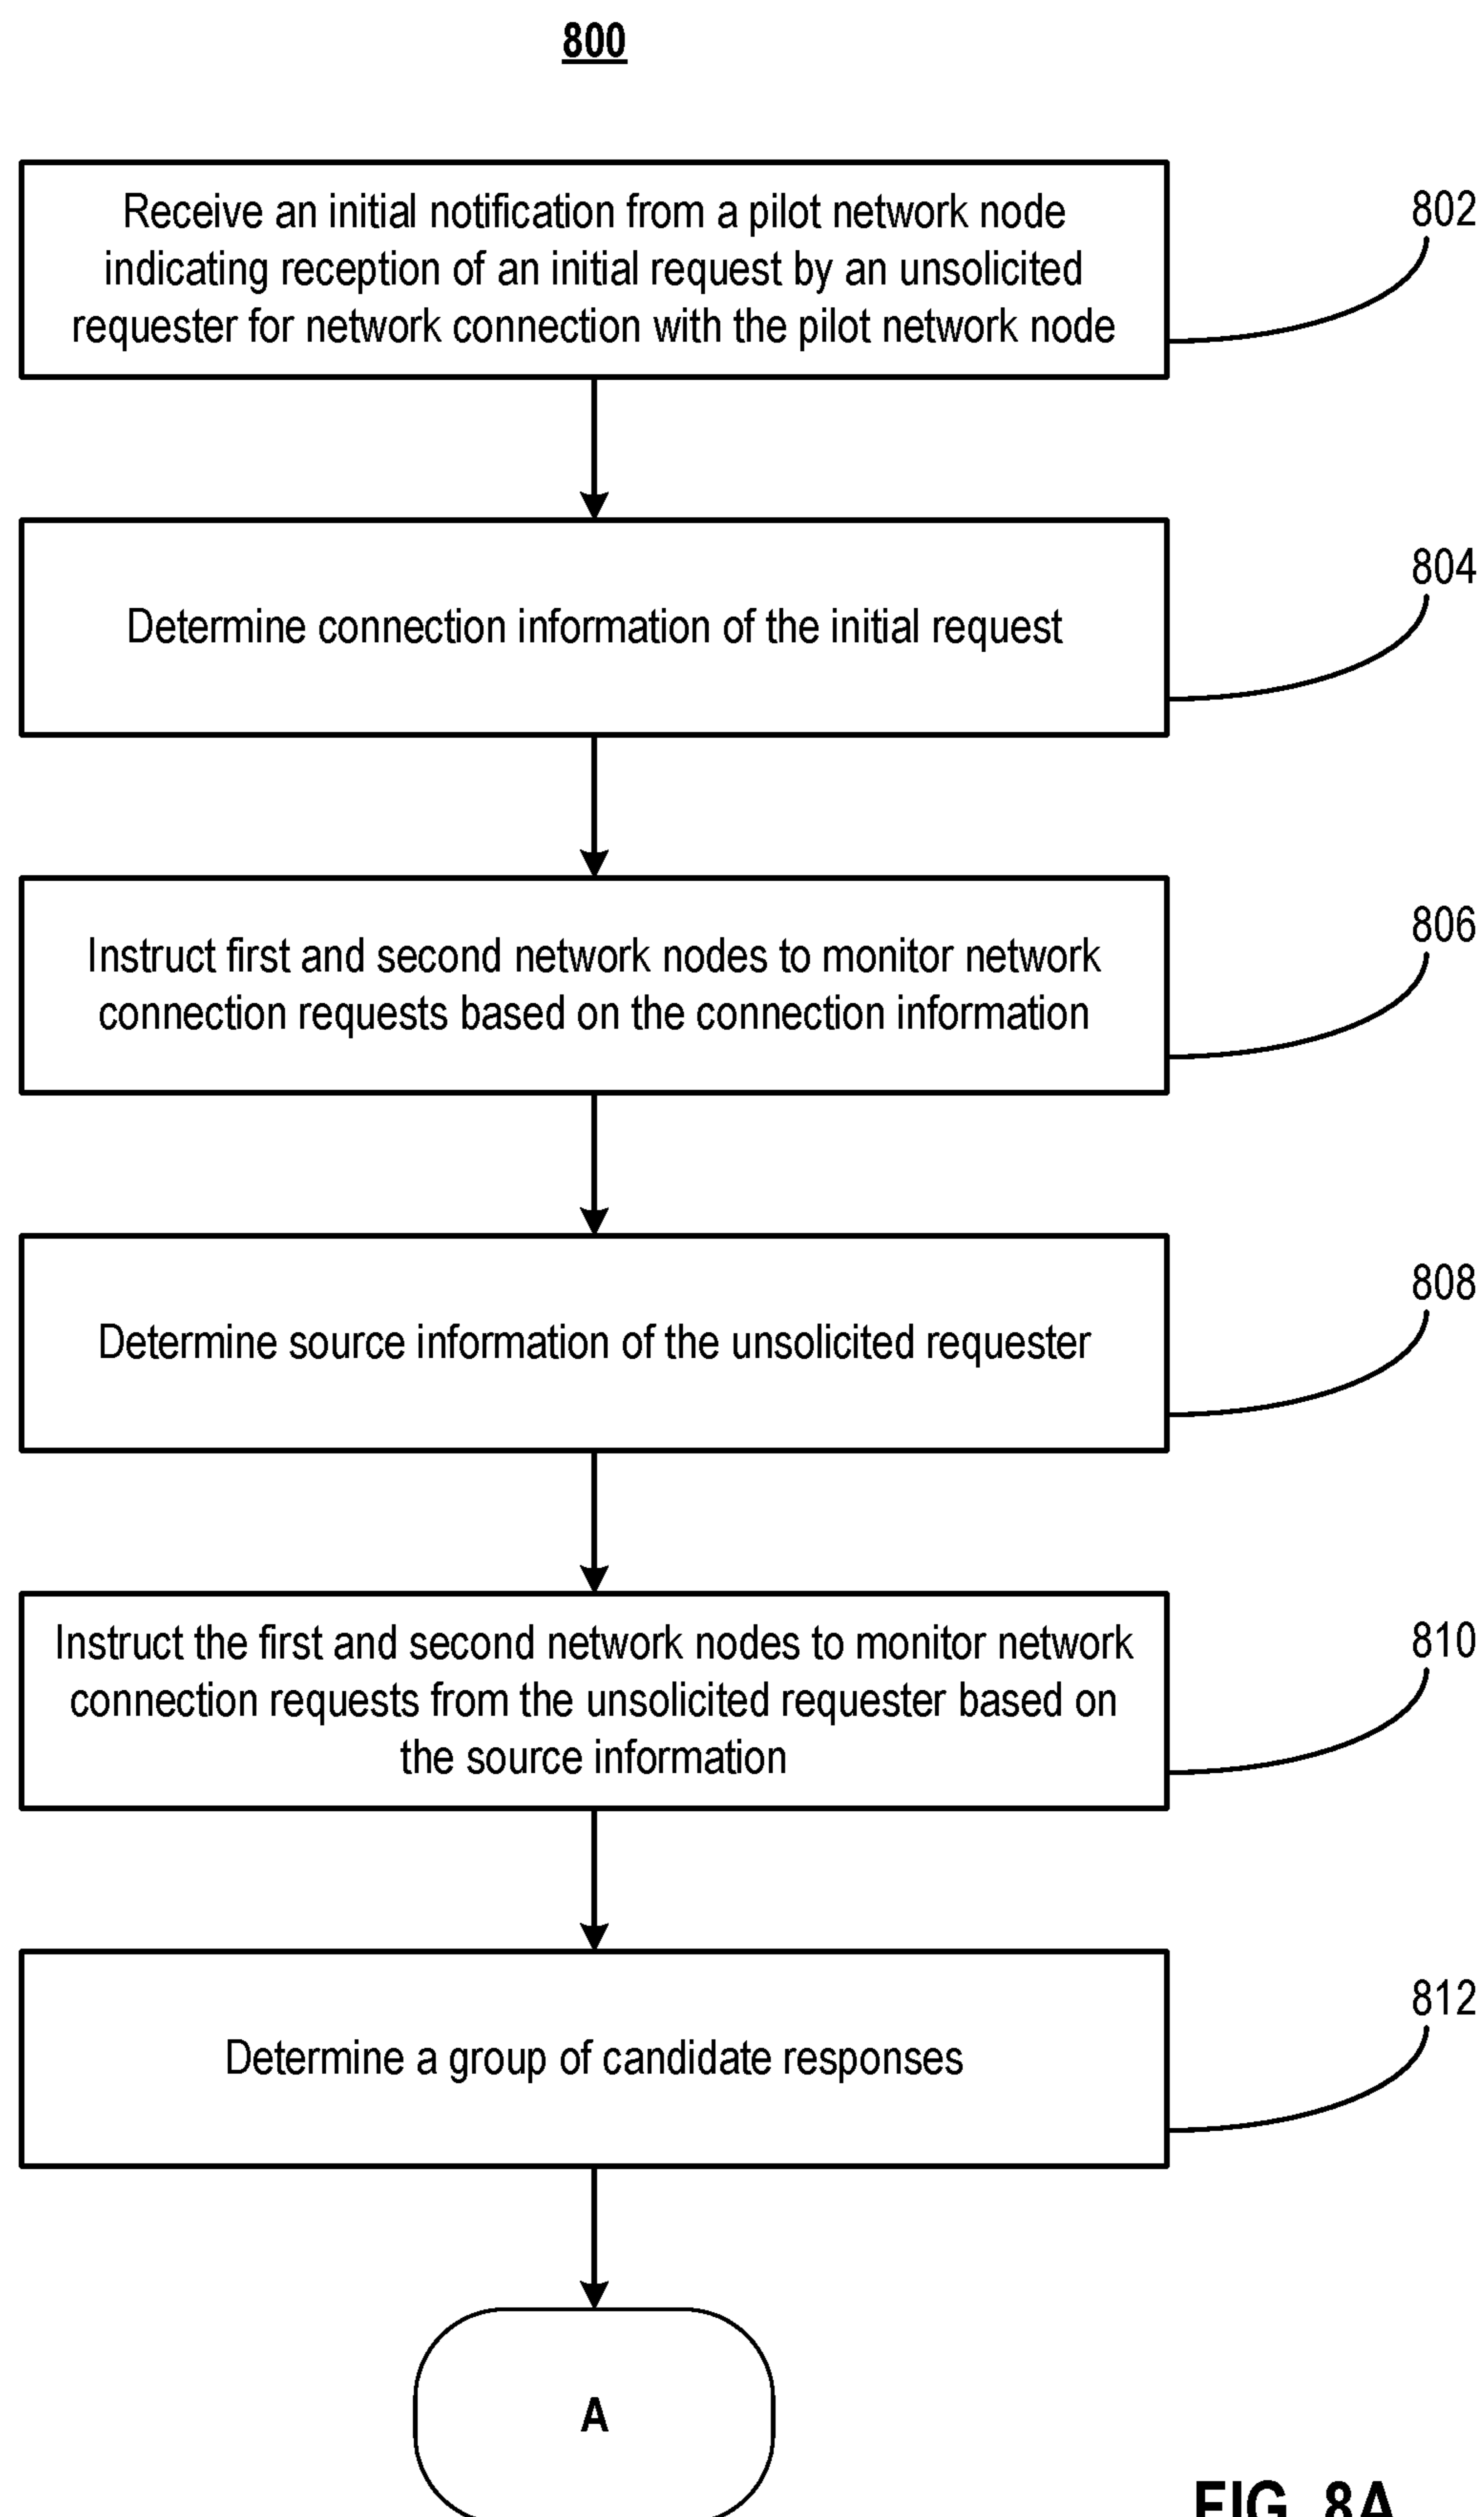 800
Receive an initial notification from a pilot network node
indicating reception of an initial request by an unsolicited
requester for network connection with the pilot network node
802
Determine connection information of the initial request
804
Instruct first and second network nodes to monitor network
connection requests based on the connection information
806
Determine source information of the unsolicited requester
808
Instruct the first and second network nodes to monitor network
connection requests from the unsolicited requester based on
the source information
810
Determine a group of candidate responses
812
A
FIG. 8A